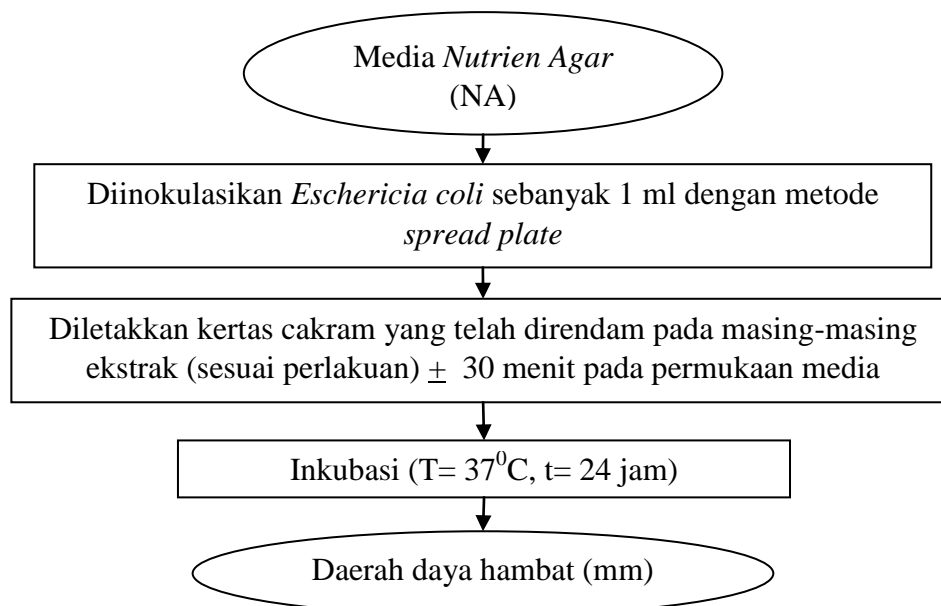 Media Nutrien Agar
(NA)
Diinokulasikan Eschericia coli sebanyak 1 ml dengan metode
spread plate
Diletakkan kertas cakram yang telah direndam pada masing-masing
ekstrak (sesuai perlakuan) ± 30 menit pada permukaan media
Inkubasi (T= 37⁰C, t= 24 jam)
Daerah daya hambat (mm)